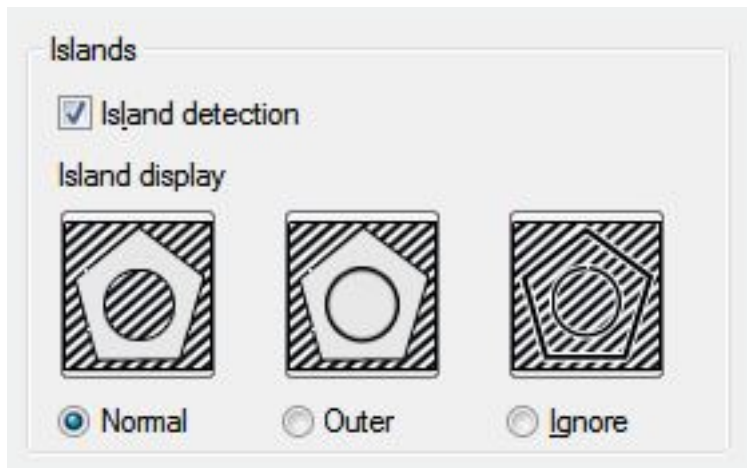 Islands
Island detection
Island display
Normal
Outer
Ignore